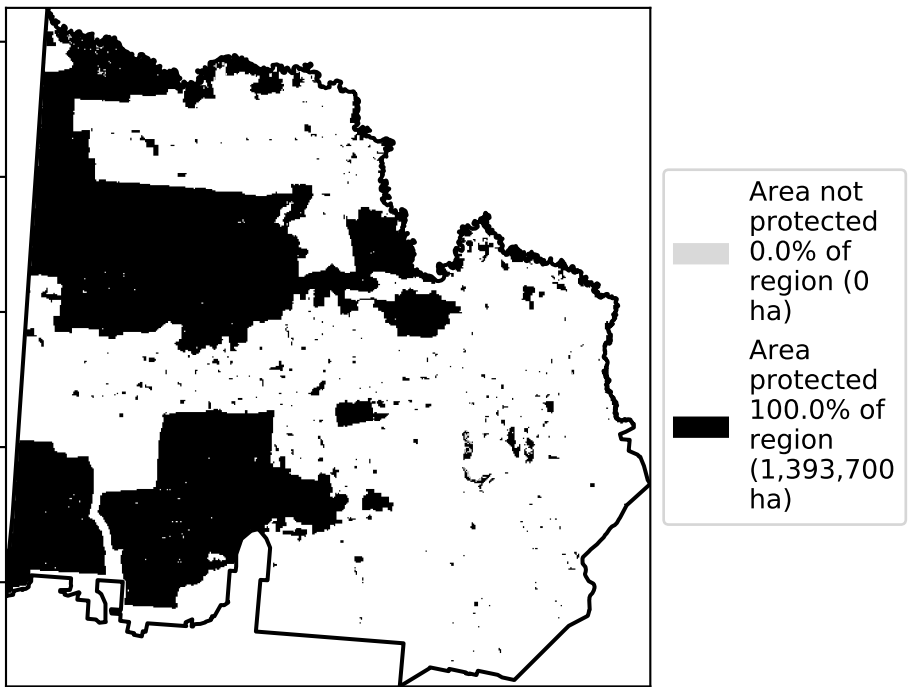 Area not
protected
0.0% of
region (0
ha)
Area
protected
100.0% of
region
(1,393,700
ha)